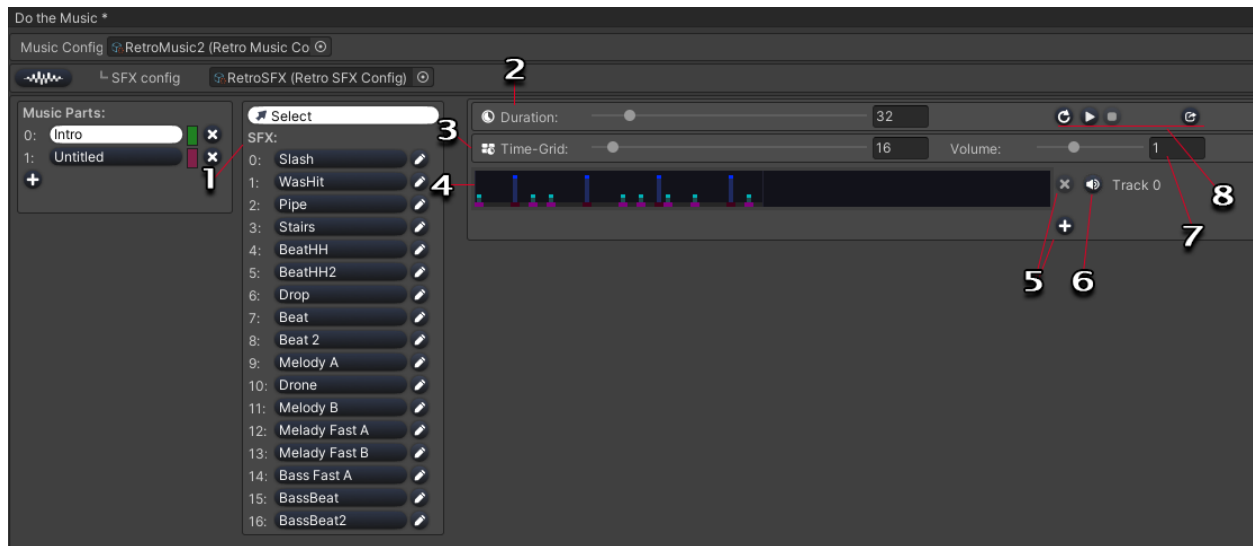 Do the Music *
Music Config RetroMusic2 (Retro Music Co
SFX config RetroSFX (Retro SFX Config)
2
Music Parts:
0: Intro
1: Untitled
1
Select
SFX:
0: Slash
1: WasHit
2: Pipe
3: Stairs
4: BeatHH
5: BeatHH2
6: Drop
7: Beat
8: Beat 2
9: Melody A
10: Drone
11: Melody B
12: Melady Fast A
13: Melady Fast B
14: Bass Fast A
15: BassBeat
16: BassBeat2
Duration: 32
3
Time-Grid: 16 Volume: 1
4
Track 0
8
7
5 6